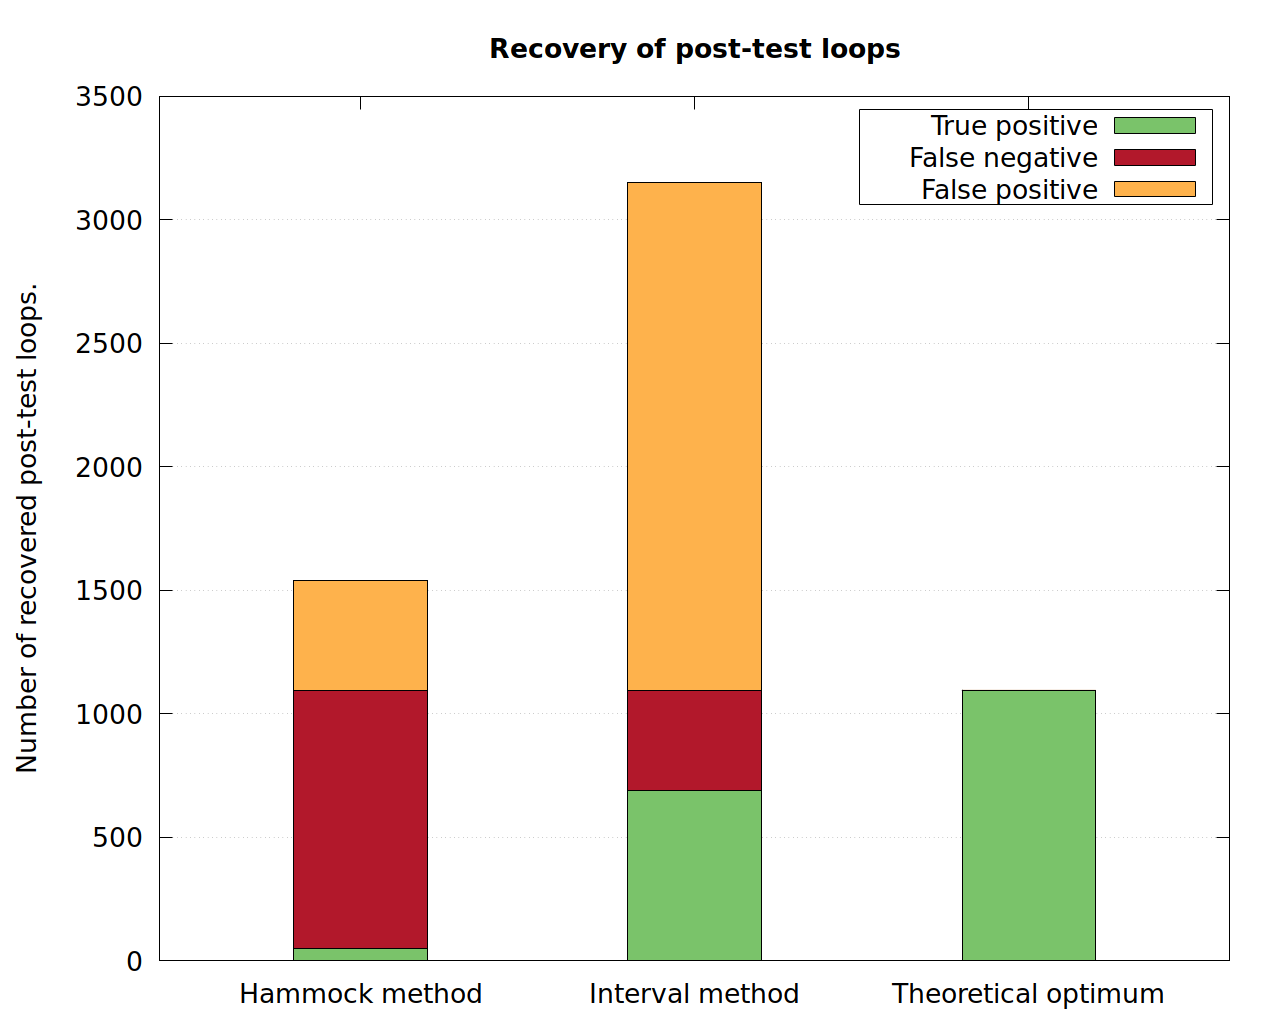 Recovery of post-test loops
3500
3000
2500
2000
1500
1000
500
0
Number of recovered post-test loops.
True positive
False negative
False positive
Hammock method
Interval method
Theoretical optimum